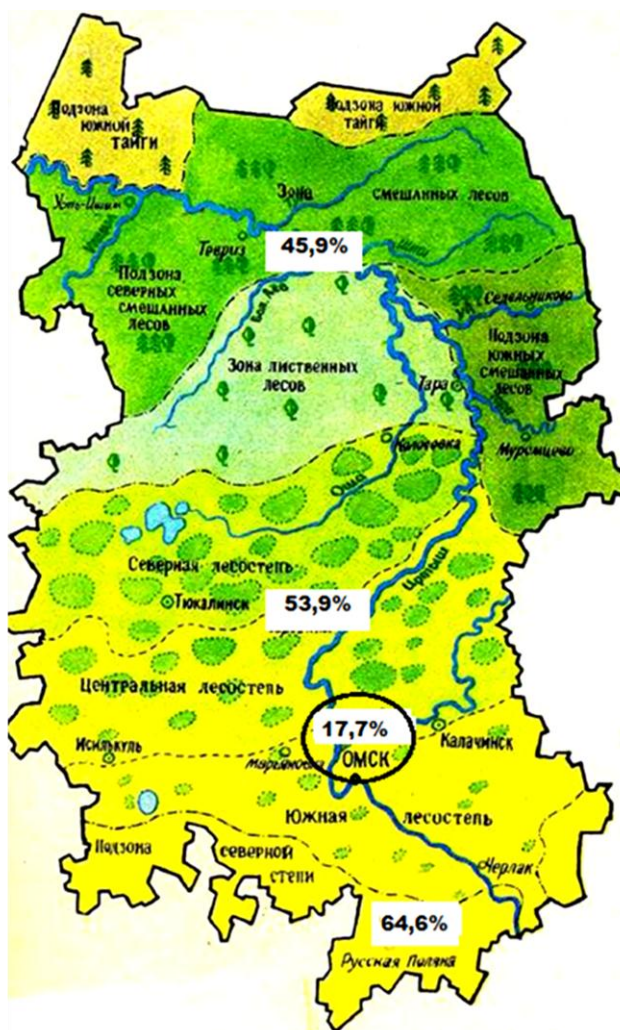 Подзона
южной
тайги
Подзона южной
тайги
Зона
смешанных лесов
Усть-Ишим
Тевриз
45,9%
Подзона
северных
смешанных
лесов
Седельниково
Подзона
южных
смешанных
лесов
Зона лиственных
лесов
Тара
Муромцево
Оша
Северная лесостепь
Иртыш
Тюкалинск
53,9%
Центральная лесостепь
17,7%
Исилькуль
Марьяновка
ОМСК
Калачинск
Южная
лесостепь
Подзона
северной
степи
Черлак
64,6%
Русская Поляна